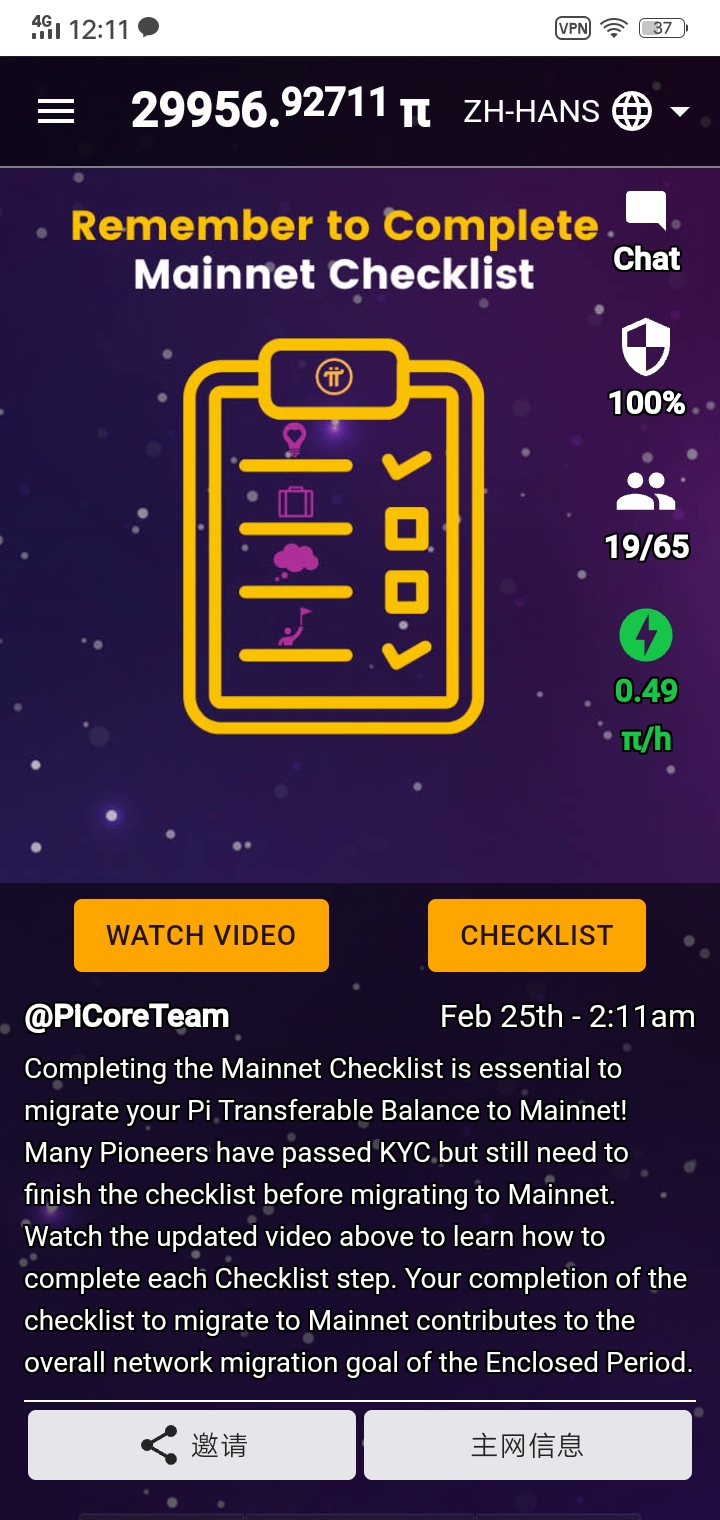 4G 12:11 VPN 37
29956.92711 π ZH-HANS
Remember to Complete
Mainnet Checklist
Chat
100%
19/65
0.49
π/h
WATCH VIDEO CHECKLIST
@PiCoreTeam Feb 25th - 2:11am
Completing the Mainnet Checklist is essential to
migrate your Pi Transferable Balance to Mainnet!
Many Pioneers have passed KYC but still need to
finish the checklist before migrating to Mainnet.
Watch the updated video above to learn how to
complete each Checklist step. Your completion of the
checklist to migrate to Mainnet contributes to the
overall network migration goal of the Enclosed Period.
邀请 主网信息